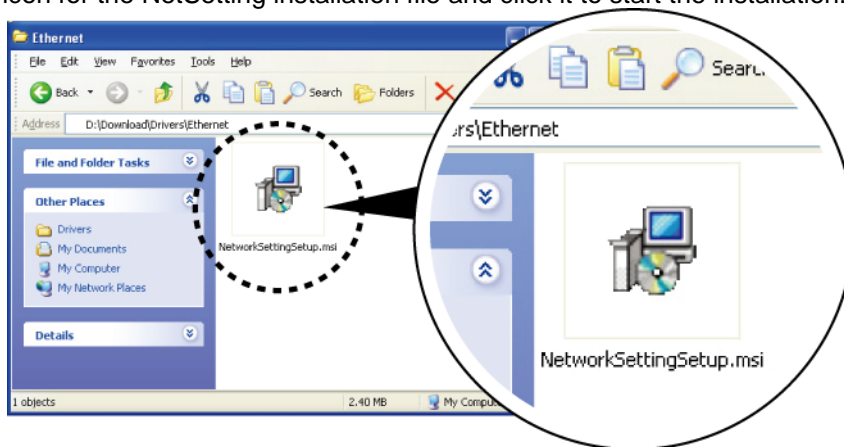 icon for the NetSetting installation file and click it to start the installation.
Ethernet
File Edit View Favorites Tools Help
Back Search Folders
Address D:\Download\Drivers\Ethernet
File and Folder Tasks
Other Places
Drivers
My Documents
My Computer
My Network Places
Details
NetworkSettingSetup.msi
1 objects 2.40 MB My Compu
Searc
ers\Ethernet
NetworkSettingSetup.msi